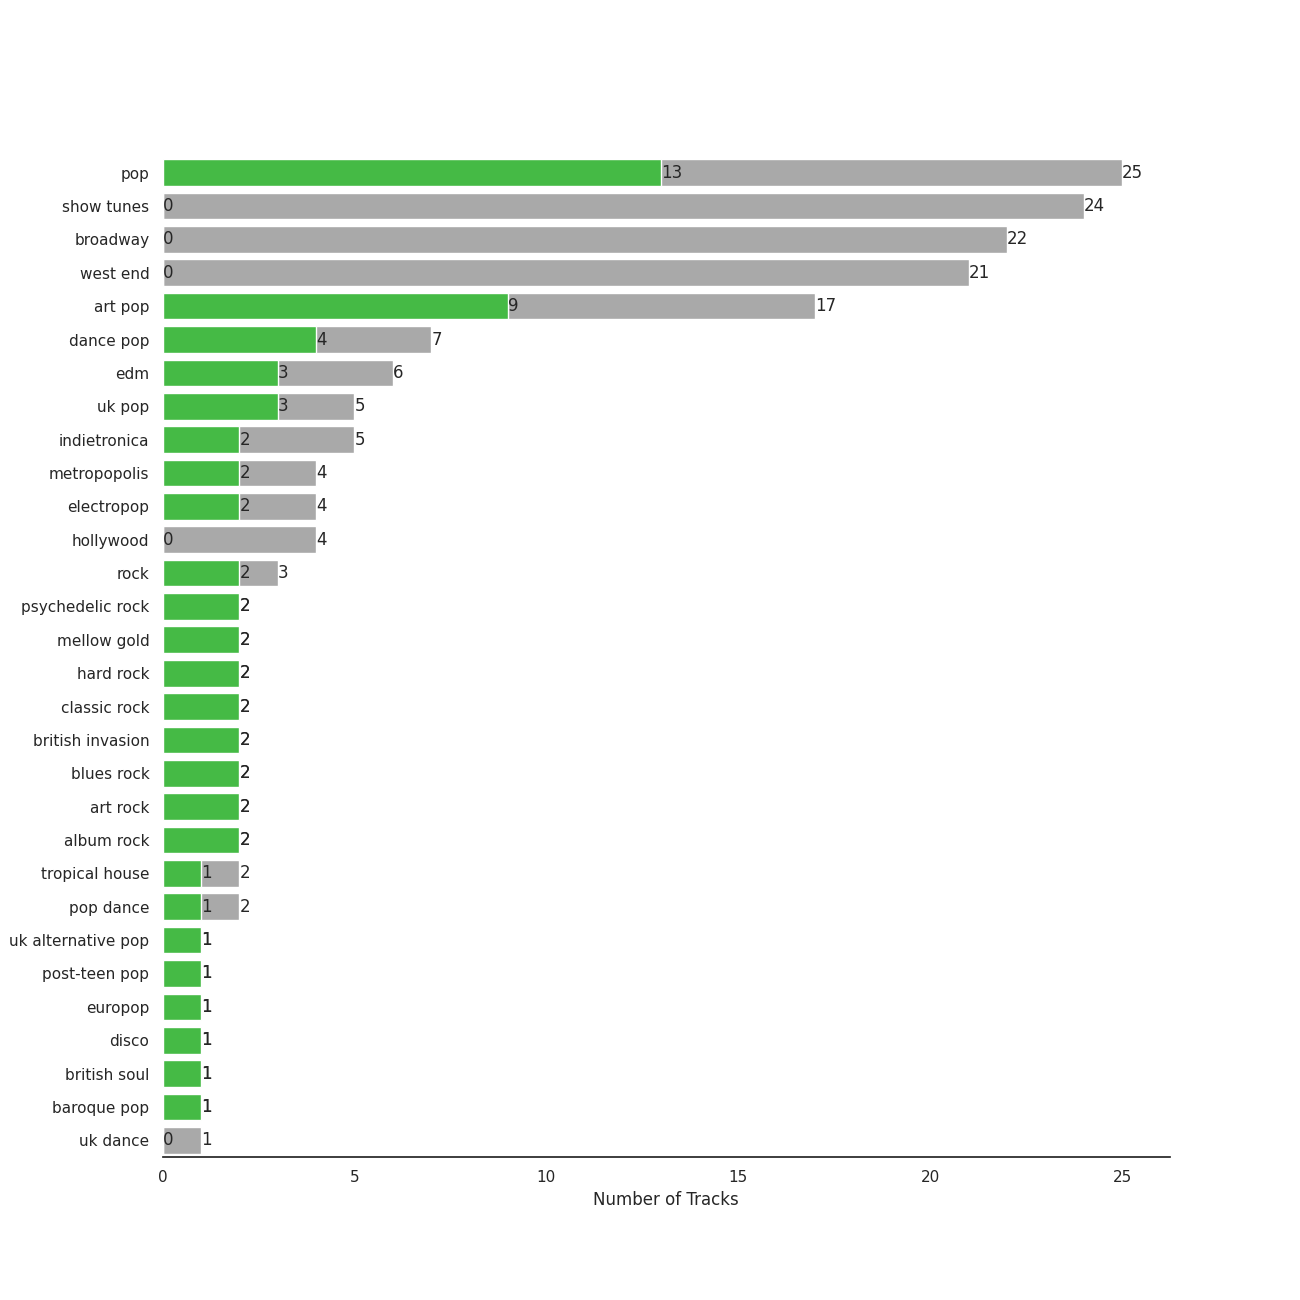 pop 13 25
show tunes 0 24
broadway 0 22
west end 0 21
art pop 9 17
dance pop 4 7
edm 3 6
uk pop 3 5
indietronica 2 5
metropopolis 2 4
electropop 2 4
hollywood 0 4
rock 2 3
psychedelic rock 2
mellow gold 2
hard rock 2
classic rock 2
british invasion 2
blues rock 2
art rock 2
album rock 2
tropical house 1 2
pop dance 1 2
uk alternative pop 1
post-teen pop 1
europop 1
disco 1
british soul 1
baroque pop 1
uk dance 0 1
0 5 10 15 20 25
Number of Tracks